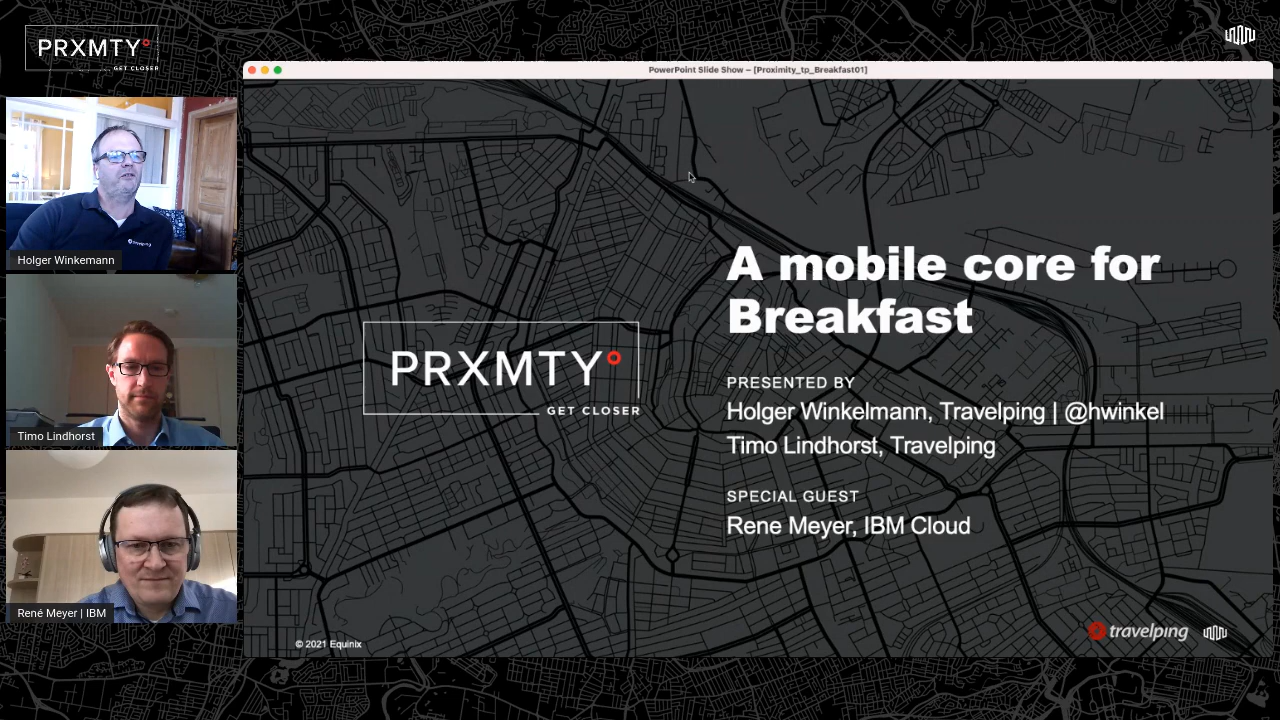 PRXMTY
GET CLOSER
PowerPoint Slide Show – [Proximity_tp_Breakfast01]
travelping
Holger Winkemann
Timo Lindhorst
René Meyer | IBM
PRXMTY
GET CLOSER
A mobile core for
Breakfast
PRESENTED BY
Holger Winkelmann, Travelping | @hwinkel
Timo Lindhorst, Travelping
SPECIAL GUEST
Rene Meyer, IBM Cloud
© 2021 Equinix
travelping